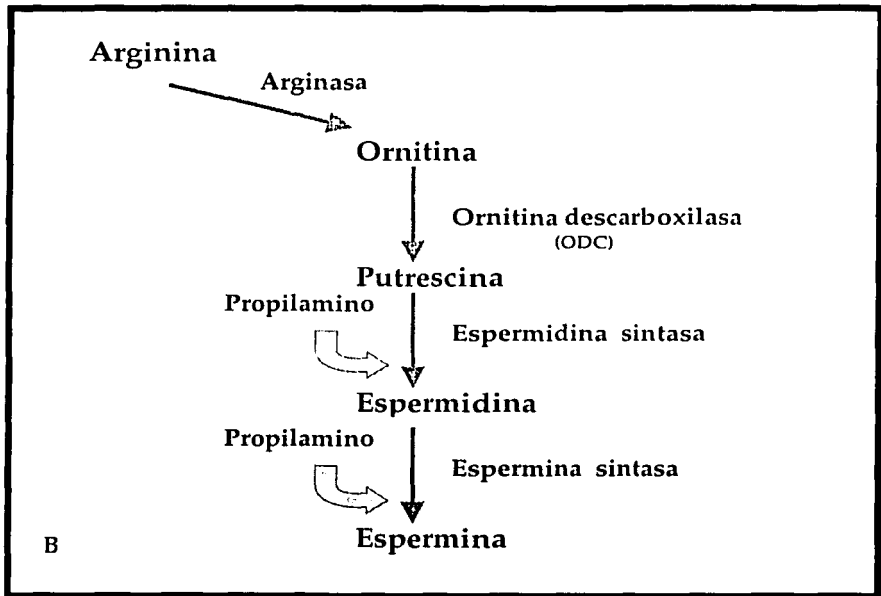 Arginina
Arginasa
Ornitina
Ornitina descarboxilasa
(ODC)
Putrescina
Propilamino
Espermidina sintasa
Espermidina
Propilamino
Espermina sintasa
Espermina
B